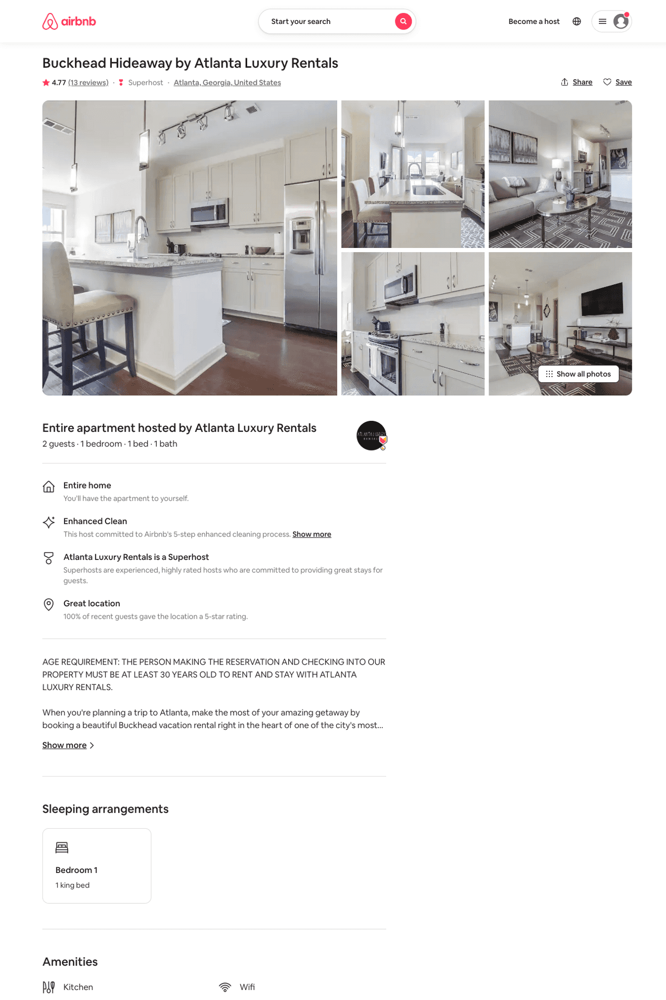 airbnb
Start your search
Become a host
Buckhead Hideaway by Atlanta Luxury Rentals
4.77 (13 reviews) · Superhost · Atlanta, Georgia, United States
Share Save
Show all photos
Entire apartment hosted by Atlanta Luxury Rentals
2 guests · 1 bedroom · 1 bed · 1 bath
ATLANTA LUXURY
RENTALS
Entire home
You'll have the apartment to yourself.
Enhanced Clean
This host committed to Airbnb's 5-step enhanced cleaning process. Show more
Atlanta Luxury Rentals is a Superhost
Superhosts are experienced, highly rated hosts who are committed to providing great stays for
guests.
Great location
100% of recent guests gave the location a 5-star rating.
AGE REQUIREMENT: THE PERSON MAKING THE RESERVATION AND CHECKING INTO OUR
PROPERTY MUST BE AT LEAST 30 YEARS OLD TO RENT AND STAY WITH ATLANTA
LUXURY RENTALS.
When you're planning a trip to Atlanta, make the most of your amazing getaway by
booking a beautiful Buckhead vacation rental right in the heart of one of the city's most...
Show more
Sleeping arrangements
Bedroom 1
1 king bed
Amenities
Kitchen
Wifi